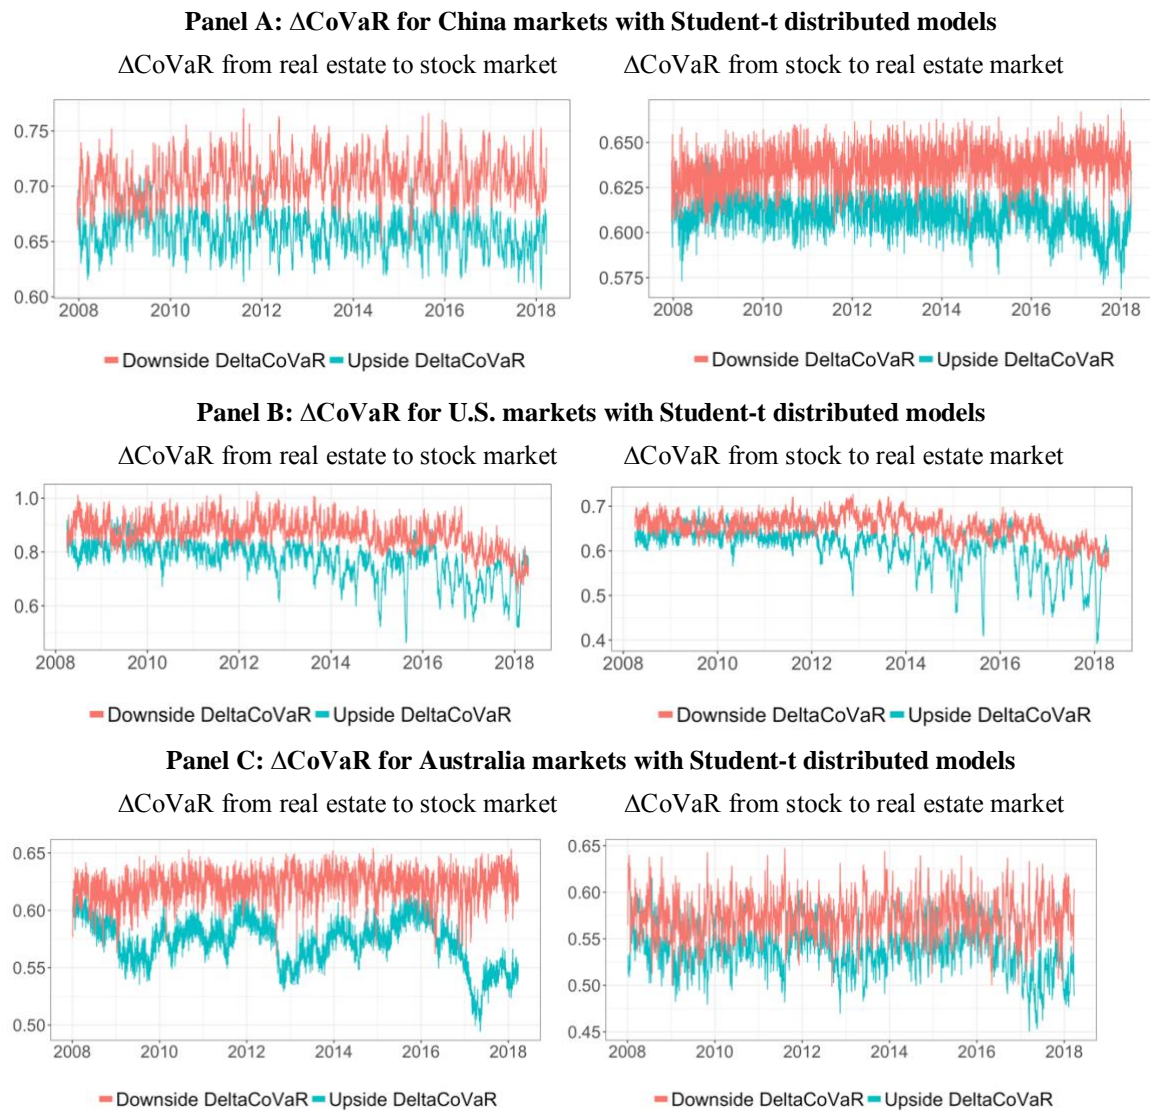 Panel A: ΔCoVaR for China markets with Student-t distributed models
ΔCoVaR from real estate to stock market ΔCoVaR from stock to real estate market
0.75
0.70
0.65
0.60
2008 2010 2012 2014 2016 2018
Downside DeltaCoVaR Upside DeltaCoVaR
0.650
0.625
0.600
0.575
2008 2010 2012 2014 2016 2018
Downside DeltaCoVaR Upside DeltaCoVaR
Panel B: ΔCoVaR for U.S. markets with Student-t distributed models
ΔCoVaR from real estate to stock market ΔCoVaR from stock to real estate market
1.0
0.8
0.6
2008 2010 2012 2014 2016 2018
Downside DeltaCoVaR Upside DeltaCoVaR
0.7
0.6
0.5
0.4
2008 2010 2012 2014 2016 2018
Downside DeltaCoVaR Upside DeltaCoVaR
Panel C: ΔCoVaR for Australia markets with Student-t distributed models
ΔCoVaR from real estate to stock market ΔCoVaR from stock to real estate market
0.65
0.60
0.55
0.50
2008 2010 2012 2014 2016 2018
Downside DeltaCoVaR Upside DeltaCoVaR
0.65
0.60
0.55
0.50
0.45
2008 2010 2012 2014 2016 2018
Downside DeltaCoVaR Upside DeltaCoVaR